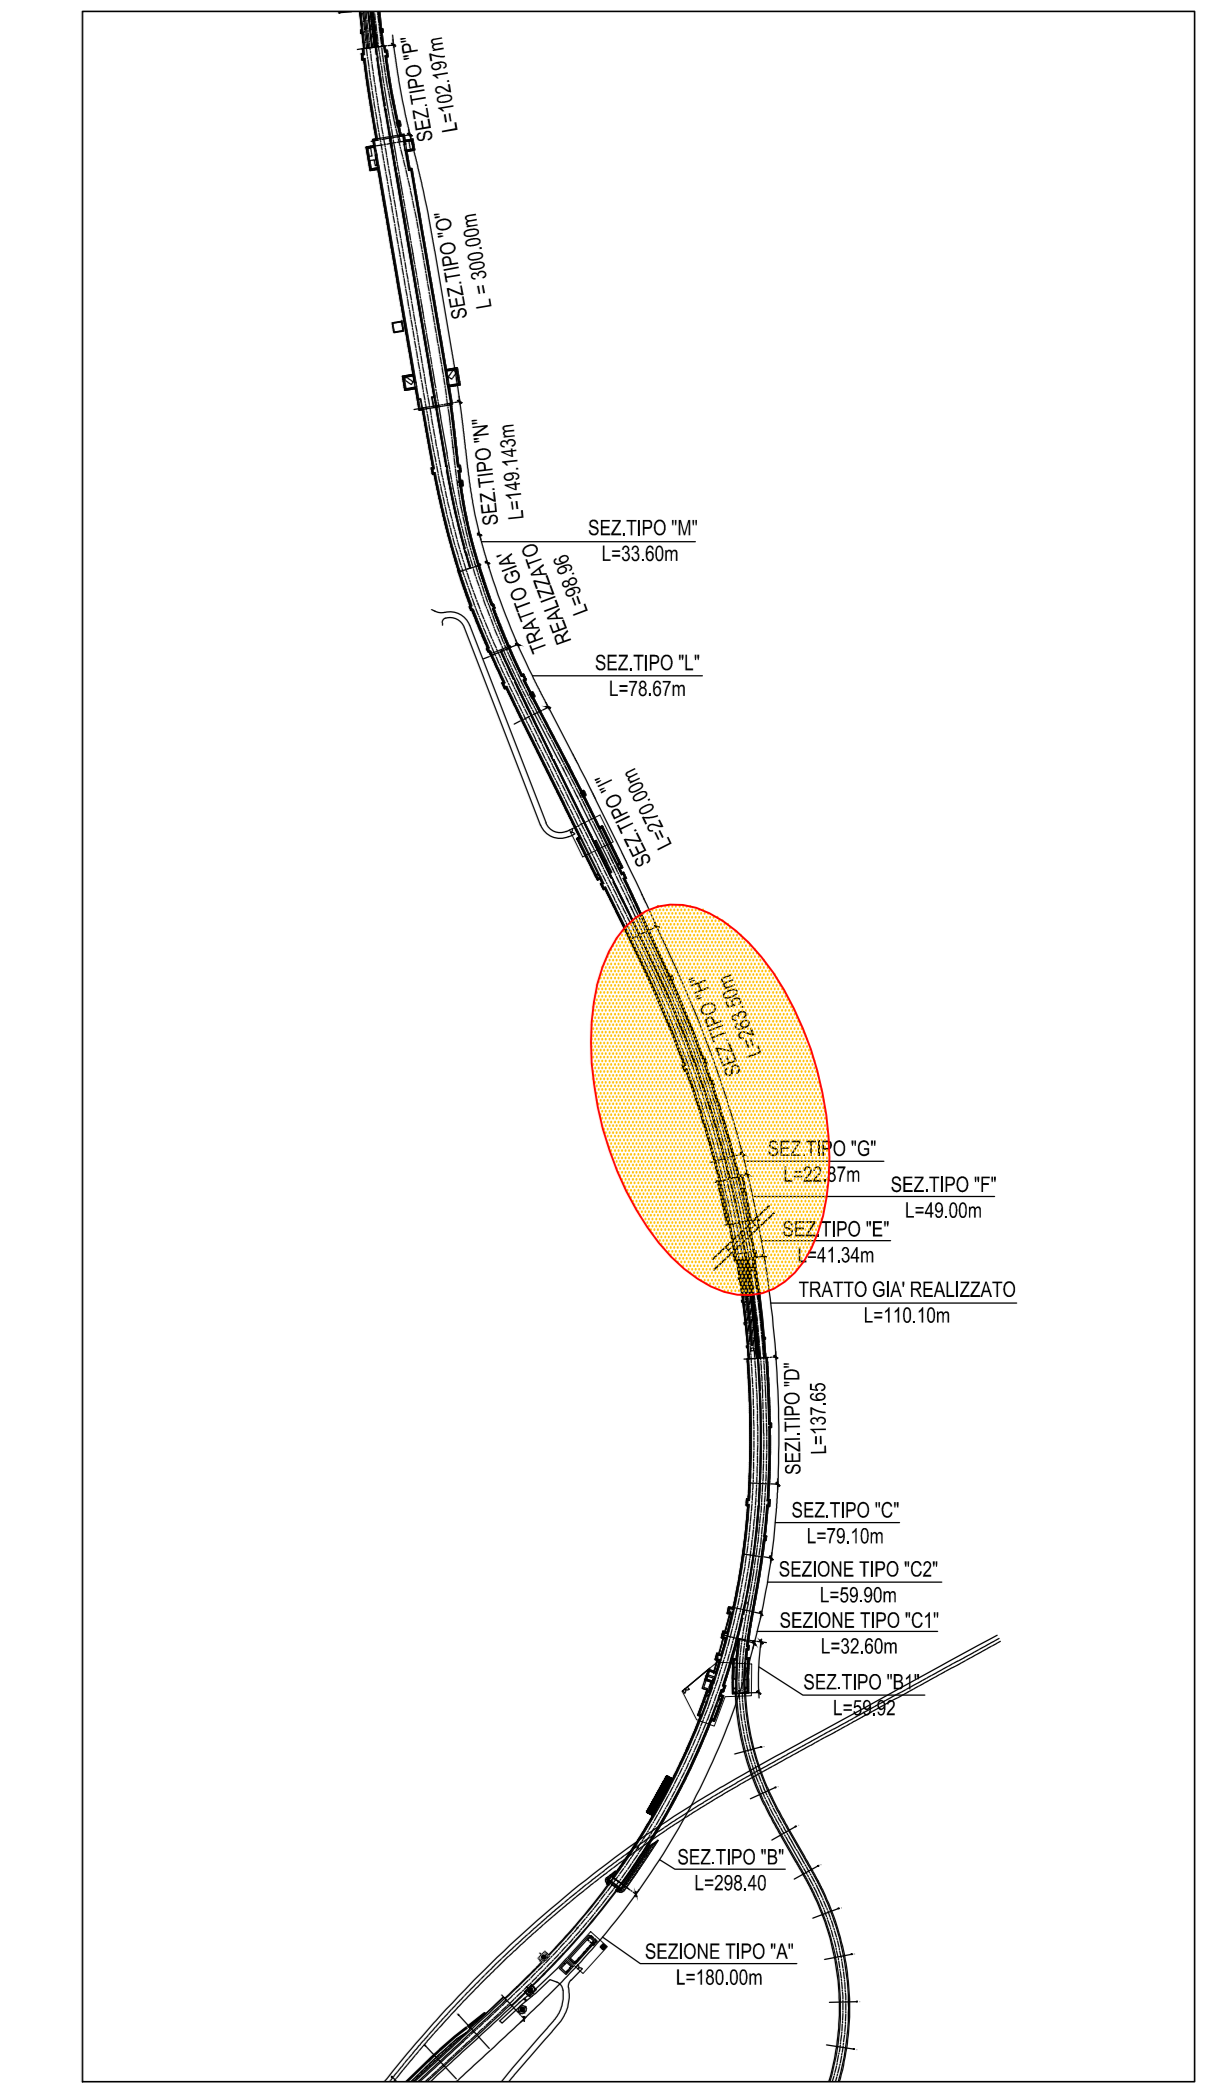 SEZ.TIPO "P"
L=102.197m
SEZ.TIPO "O"
L = 300.00m
SEZ.TIPO "N"
L=149.143m
SEZ.TIPO "M"
L=33.60m
TRATTO GIA'
REALIZZATO
L=98.96
SEZ.TIPO "L"
L=78.67m
SEZ.TIPO "I"
L=270.00m
SEZ.TIPO "H"
L=263.50m
SEZ.TIPO "G"
L=22.87m
SEZ.TIPO "F"
L=49.00m
SEZ.TIPO "E"
L=41.34m
TRATTO GIA' REALIZZATO
L=110.10m
SEZI.TIPO "D"
L=137.65
SEZ.TIPO "C"
L=79.10m
SEZIONE TIPO "C2"
L=59.90m
SEZIONE TIPO "C1"
L=32.60m
SEZ.TIPO "B1"
L=59.92
SEZ.TIPO "B"
L=298.40
SEZIONE TIPO "A"
L=180.00m